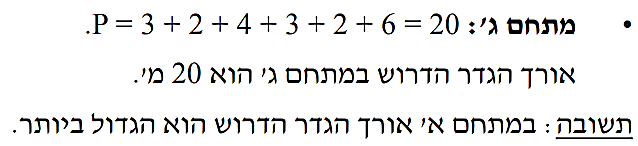 • מתחם ג׳: P = 3 + 2 + 4 + 3 + 2 + 6 = 20.
אורך הגדר הדרוש במתחם ג׳ הוא 20 מ׳.
תשובה: במתחם א׳ אורך הגדר הדרוש הוא הגדול ביותר.